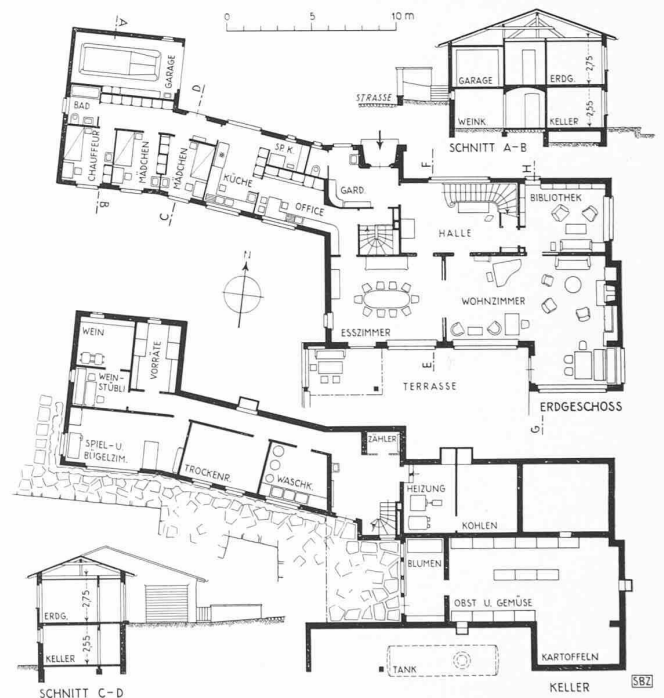 0 5 10 m
A
GARAGE
D
BAD
CHAUFFEUR
MÄDCHEN
MÄDCHEN
B
C
KÜCHE
SP.K.
OFFICE
GARD.
F
H
HALLE
BIBLIOTHEK
ESSZIMMER
WOHNZIMMER
TERRASSE
E
G
ERDGESCHOSS
N
STRASSE
GARAGE
ERDG.
2,75
WEINK.
KELLER
2,55
SCHNITT A-B
WEIN
VORRÄTE
WEIN-
STÜBLI
SPIEL-U.
BÜGELZIM.
TROCKENR.
WASCHK.
ZÄHLER
HEIZUNG
KOHLEN
BLUMEN
OBST U. GEMÜSE
KARTOFFELN
TANK
KELLER
SBZ
ERDG.
2,75
KELLER
2,55
SCHNITT C-D